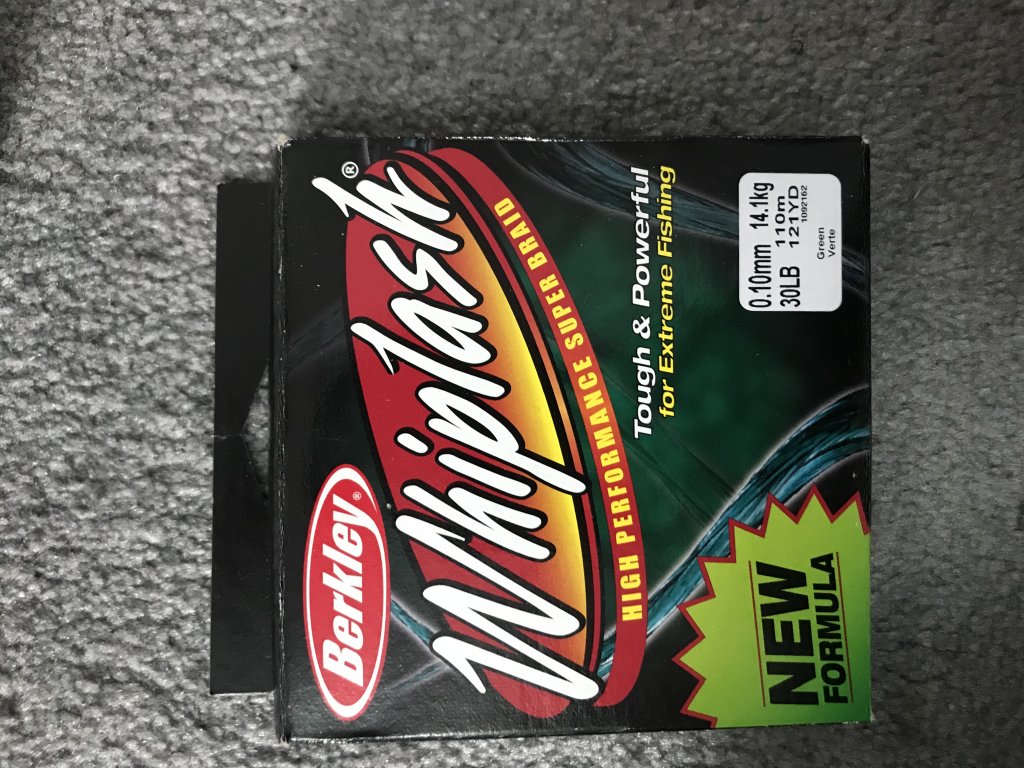 Berkley®
Whiplash®
HIGH PERFORMANCE SUPER BRAID
Tough & Powerful
for Extreme Fishing
NEW
FORMULA
0.10mm 14.1kg
30LB 110m
121YD
1092162
Green
Verte